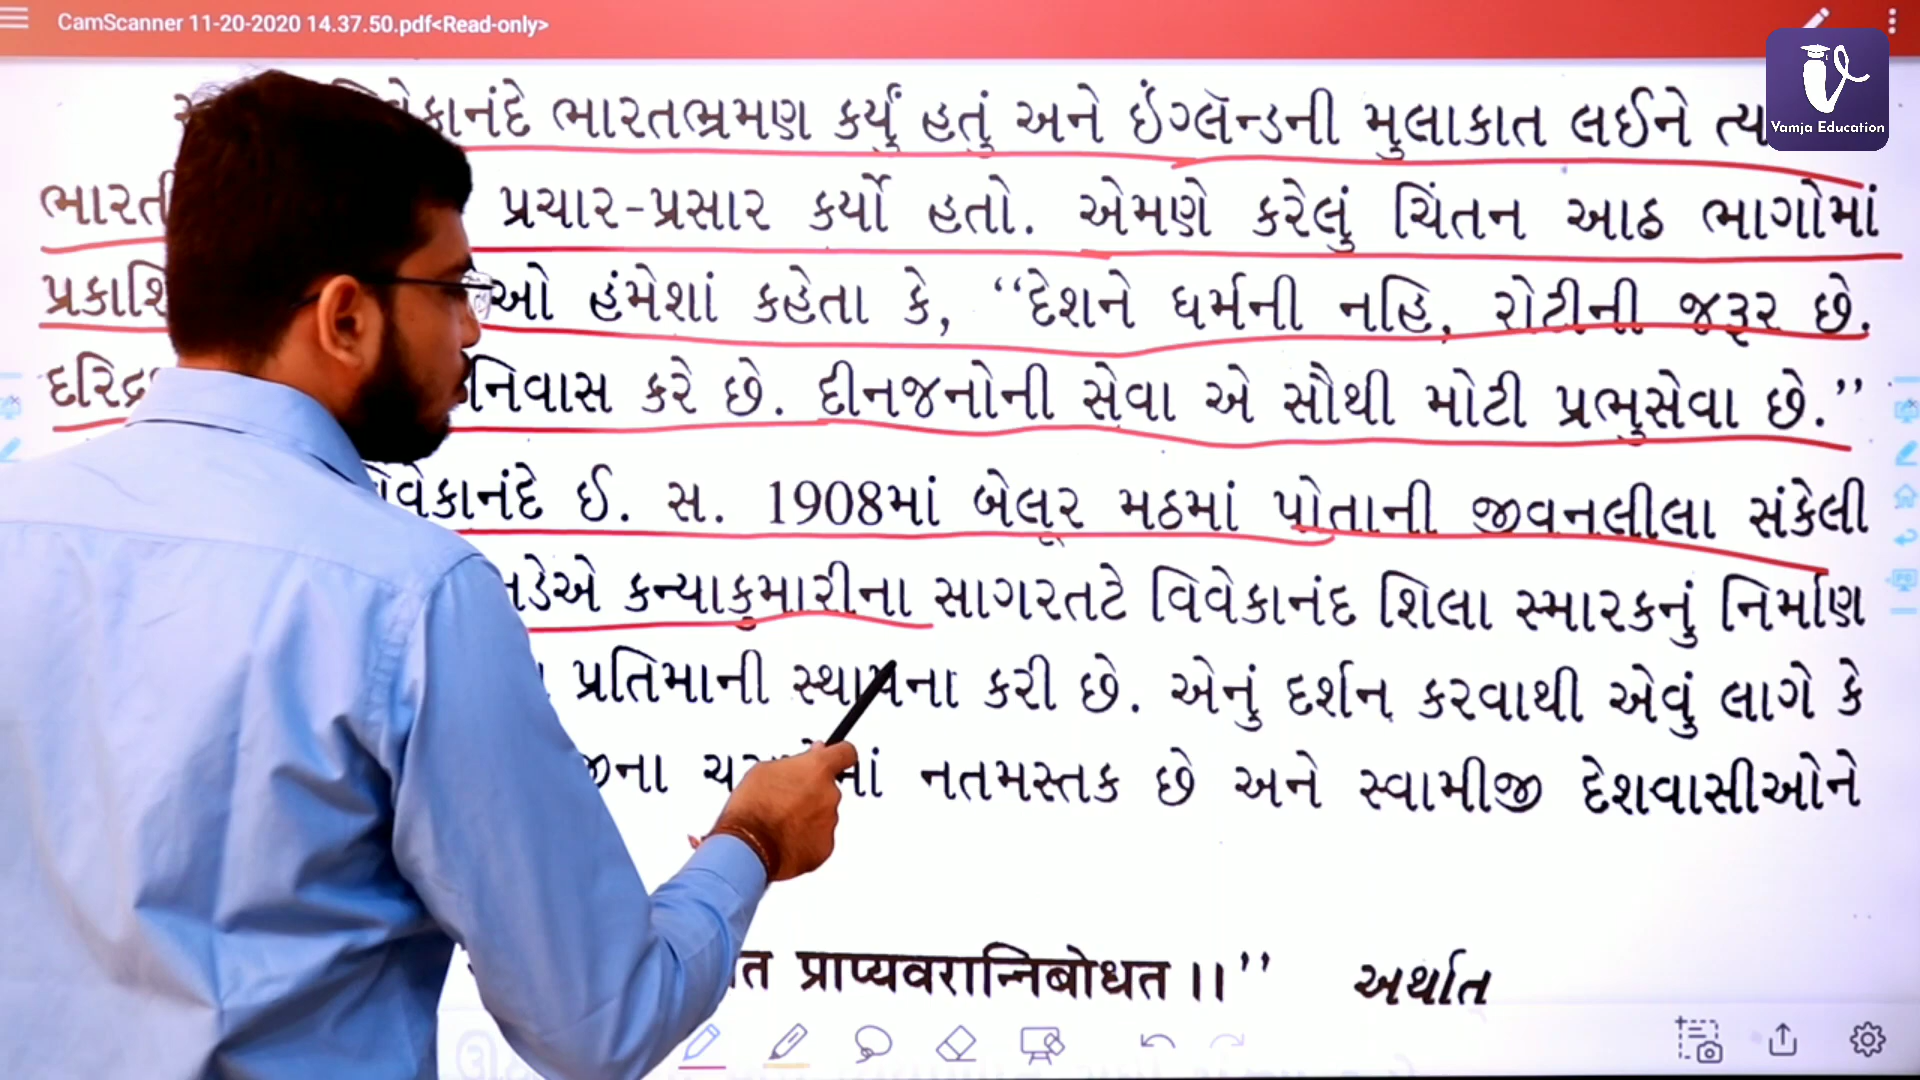 CamScanner 11-20-2020 14.37.50.pdf<Read-only>
Vamja Education
ભારતભ્રમણ કર્યું હતું અને ઇંગ્લૅન્ડની મુલાકાત લઈને
પ્રચાર-પ્રસાર કર્યો હતો. એમણે કરેલું ચિંતન આઠ ભાગોમાં
હંમેશાં કહેતા કે, “દેશને ધર્મની નહિ, રોટીની જરૂર છે.
નિવાસ કરે છે. દીનજનોની સેવા એ સૌથી મોટી પ્રભુસેવા છે.”
ઈ. સ. 1908માં બેલૂર મઠમાં પોતાની જીવનલીલા સંકેલી
કન્યાકુમારીના સાગરતટે વિવેકાનંદ શિલા સ્મારકનું નિર્માણ
પ્રતિમાની સ્થાપના કરી છે. એનું દર્શન કરવાથી એવું લાગે કે
નતમસ્તક છે અને સ્વામીજી દેશવાસીઓને
प्राप्यवरान्निबोधत ।।” અર્થાત